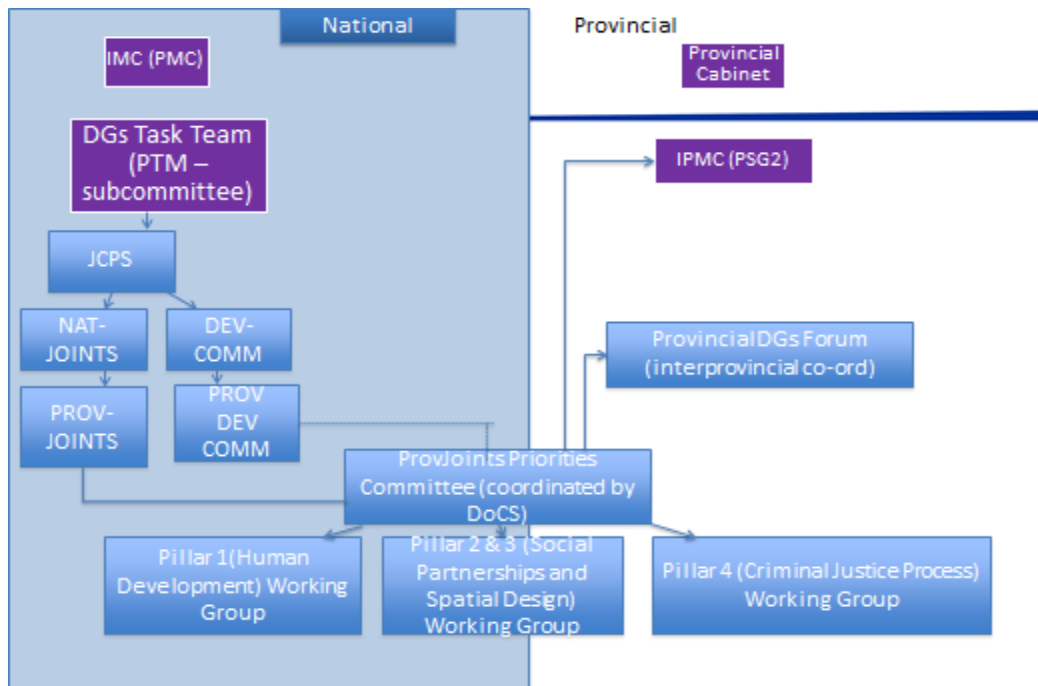 National
Provincial
IMC (PMC)
Provincial
Cabinet
DGs Task Team
(PTM –
subcommittee)
IPMC (PSG2)
JCPS
NAT-
JOINTS
DEV-
COMM
Provincial DGs Forum
(interprovincial co-ord)
PROV-
JOINTS
PROV
DEV
COMM
ProvJoints Priorities
Committee (coordinated by
DoCS)
Pillar 1 (Human
Development) Working
Group
Pillar 2 & 3 (Social
Partnerships and
Spatial Design)
Working Group
Pillar 4 (Criminal Justice Process)
Working Group